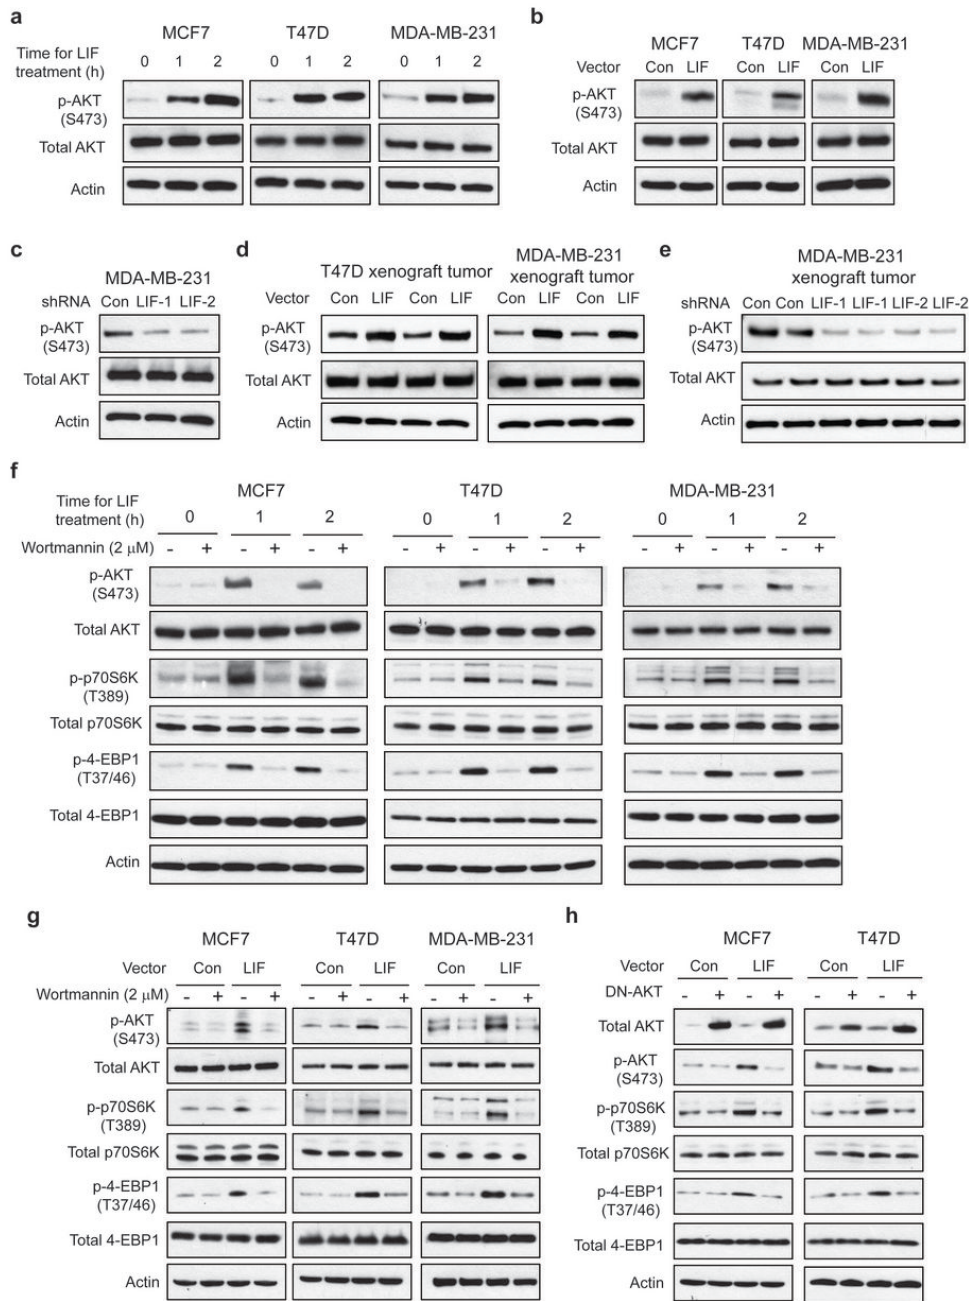 a
MCF7 T47D MDA-MB-231
Time for LIF
treatment (h)
0 1 2 0 1 2 0 1 2
p-AKT
(S473)
Total AKT
Actin
b
MCF7 T47D MDA-MB-231
Vector Con LIF Con LIF Con LIF
p-AKT
(S473)
Total AKT
Actin
c
MDA-MB-231
shRNA Con LIF-1 LIF-2
p-AKT
(S473)
Total AKT
Actin
d
T47D xenograft tumor
MDA-MB-231
xenograft tumor
Vector Con LIF Con LIF Con LIF Con LIF
p-AKT
(S473)
Total AKT
Actin
e
MDA-MB-231
xenograft tumor
shRNA Con Con LIF-1 LIF-1 LIF-2 LIF-2
p-AKT
(S473)
Total AKT
Actin
f
MCF7 T47D MDA-MB-231
Time for LIF
treatment (h)
0 1 2 0 1 2 0 1 2
Wortmannin (2 μM) - + - + - + - + - + - + - + - + - +
p-AKT
(S473)
Total AKT
p-p70S6K
(T389)
Total p70S6K
p-4-EBP1
(T37/46)
Total 4-EBP1
Actin
g
MCF7 T47D MDA-MB-231
Vector Con LIF Con LIF Con LIF
Wortmannin (2 μM) - + - + - + - + - + - +
p-AKT
(S473)
Total AKT
p-p70S6K
(T389)
Total p70S6K
p-4-EBP1
(T37/46)
Total 4-EBP1
Actin
h
MCF7 T47D
Vector Con LIF Con LIF
DN-AKT - + - + - + - +
Total AKT
p-AKT
(S473)
p-p70S6K
(T389)
Total p70S6K
p-4-EBP1
(T37/46)
Total 4-EBP1
Actin